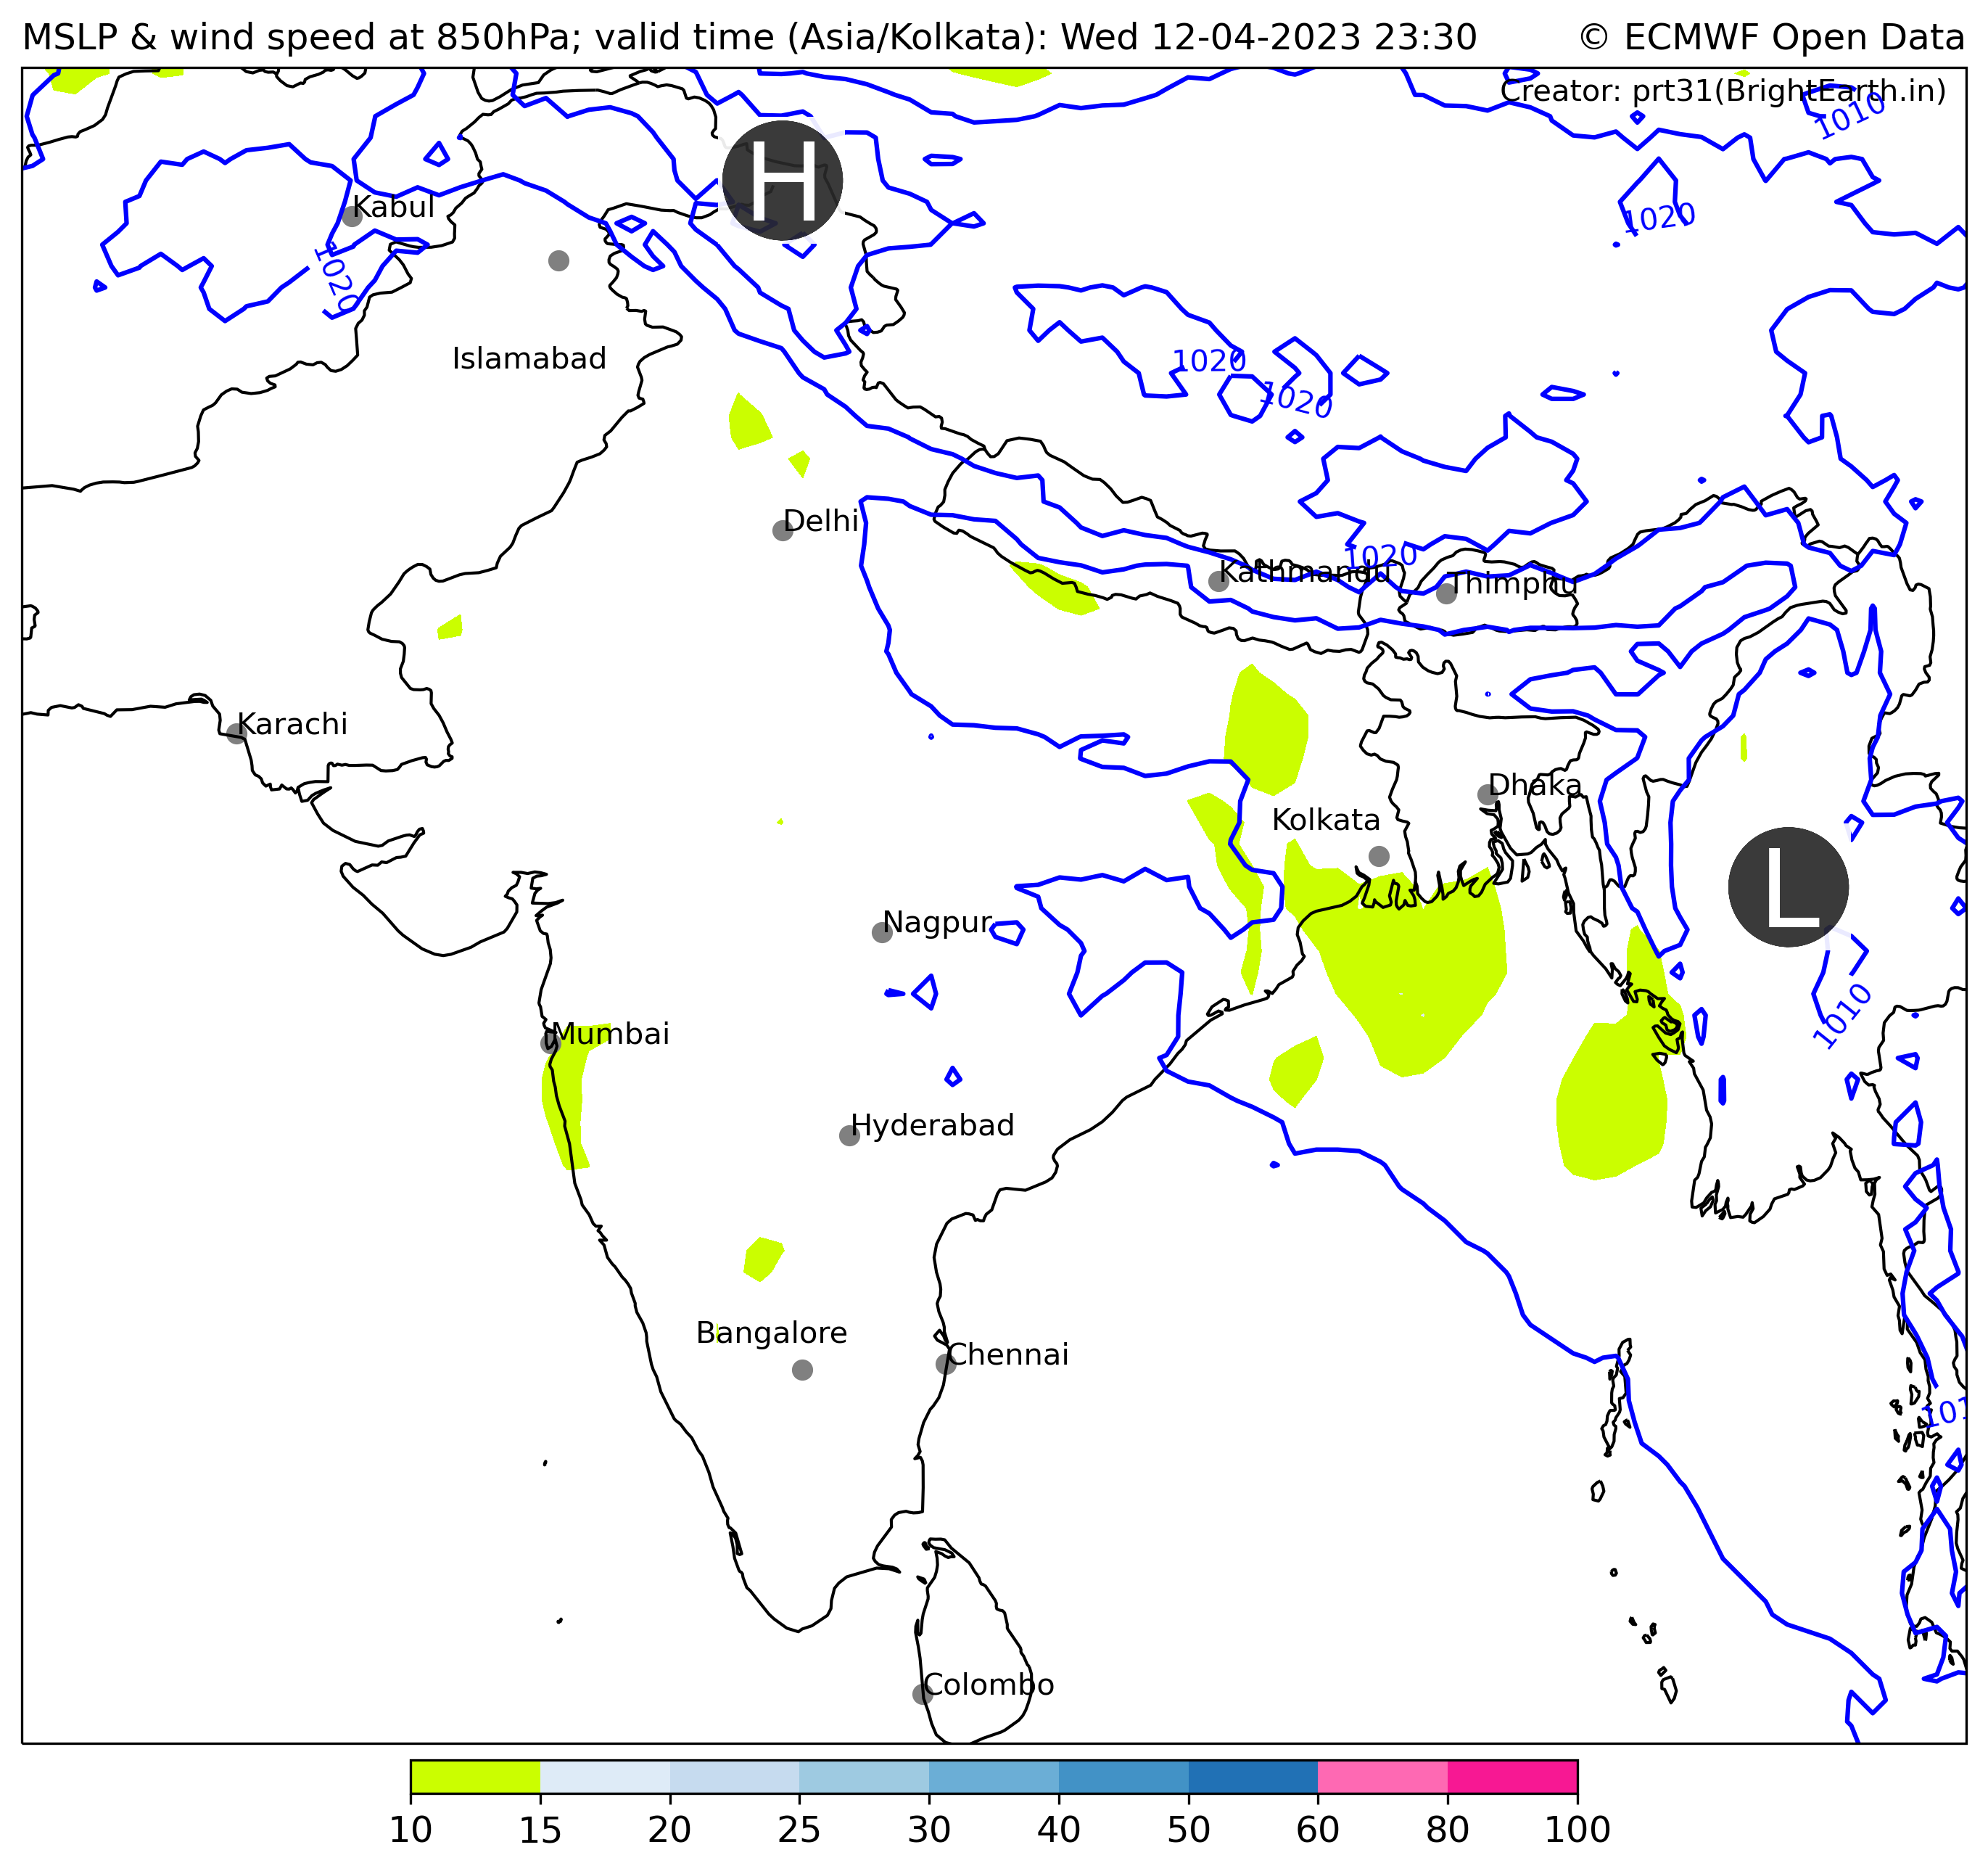 MSLP & wind speed at 850hPa; valid time (Asia/Kolkata): Wed 12-04-2023 23:30
© ECMWF Open Data
Creator: prt31(BrightEarth.in)
1010
H
Kabul
1020
1020
Islamabad
1020
1020
Delhi
1020
Kathmandu
Thimphu
Karachi
Dhaka
Kolkata
L
Nagpur
1010
Mumbai
Hyderabad
Bangalore
Chennai
Colombo
10 15 20 25 30 40 50 60 80 100